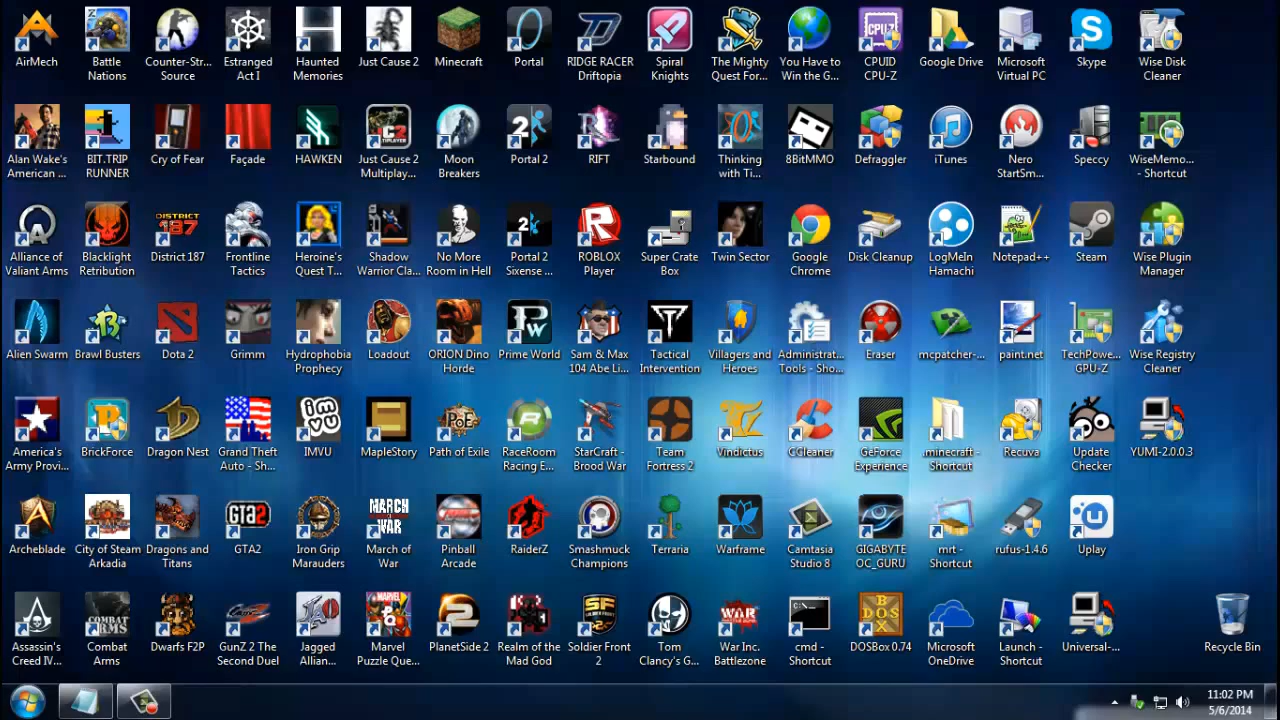 AirMech
Battle
Nations
Counter-Str...
Source
Estranged
Act I
Haunted
Memories
Just Cause 2
Minecraft
Portal
RIDGE RACER
Driftopia
Spiral
Knights
The Mighty
Quest For...
You Have to
Win the G...
CPUID
CPU-Z
Google Drive
Microsoft
Virtual PC
Skype
Wise Disk
Cleaner
Alan Wake's
American ...
BIT.TRIP
RUNNER
Cry of Fear
Façade
HAWKEN
Just Cause 2
Multiplay...
Moon
Breakers
Portal 2
RIFT
Starbound
Thinking
with Ti...
8BitMMO
Defraggler
iTunes
Nero
StartSm...
Speccy
WiseMemo...
- Shortcut
Alliance of
Valiant Arms
Blacklight
Retribution
District 187
Frontline
Tactics
Heroine's
Quest T...
Shadow
Warrior Cla...
No More
Room in Hell
Portal 2
Sixense ...
ROBLOX
Player
Super Crate
Box
Twin Sector
Google
Chrome
Disk Cleanup
LogMeIn
Hamachi
Notepad++
Steam
Wise Plugin
Manager
Alien Swarm
Brawl Busters
Dota 2
Grimm
Hydrophobia
Prophecy
Loadout
ORION Dino
Horde
Prime World
Sam & Max
104 Abe Li...
Tactical
Intervention
Villagers and
Heroes
Administrat...
Tools - Sho...
Eraser
mcpatcher-...
paint.net
TechPowe...
GPU-Z
Wise Registry
Cleaner
America's
Army Provi...
BrickForce
Dragon Nest
Grand Theft
Auto - Sh...
IMVU
MapleStory
Path of Exile
RaceRoom
Racing E...
StarCraft -
Brood War
Team
Fortress 2
Vindictus
CCleaner
GeForce
Experience
.minecraft -
Shortcut
Recuva
Update
Checker
YUMI-2.0.0.3
Archeblade
City of Steam
Arkadia
Dragons and
Titans
GTA2
Iron Grip
Marauders
March of
War
Pinball
Arcade
RaiderZ
Smashmuck
Champions
Terraria
Warframe
Camtasia
Studio 8
GIGABYTE
OC_GURU
mrt -
Shortcut
rufus-1.4.6
Uplay
Assassin's
Creed IV...
Combat
Arms
Dwarfs F2P
GunZ 2 The
Second Duel
Jagged
Allian...
Marvel
Puzzle Que...
PlanetSide 2
Realm of the
Mad God
Soldier Front
2
Tom
Clancy's G...
War Inc.
Battlezone
cmd -
Shortcut
DOSBox 0.74
Microsoft
OneDrive
Launch -
Shortcut
Universal-...
Recycle Bin
11:02 PM
5/6/2014